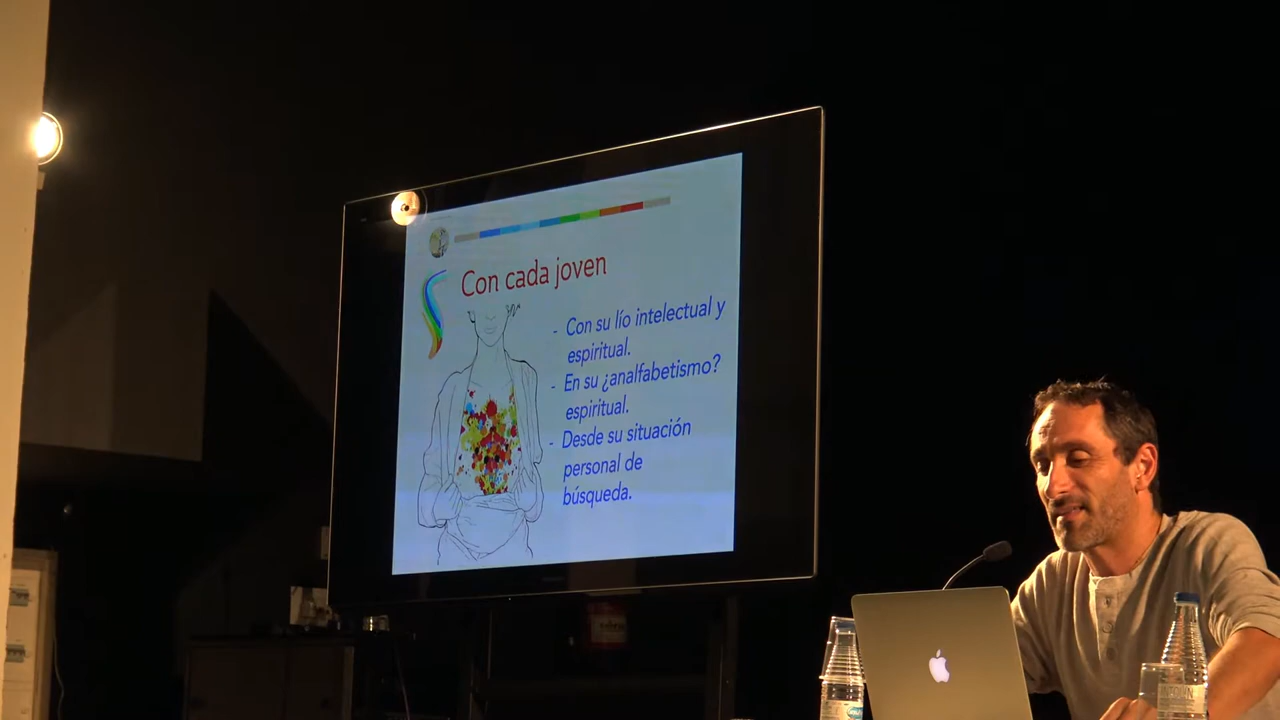 Con cada joven
- Con su lío intelectual y
espiritual.
- En su ¿analfabetismo?
espiritual.
- Desde su situación
personal de
búsqueda.